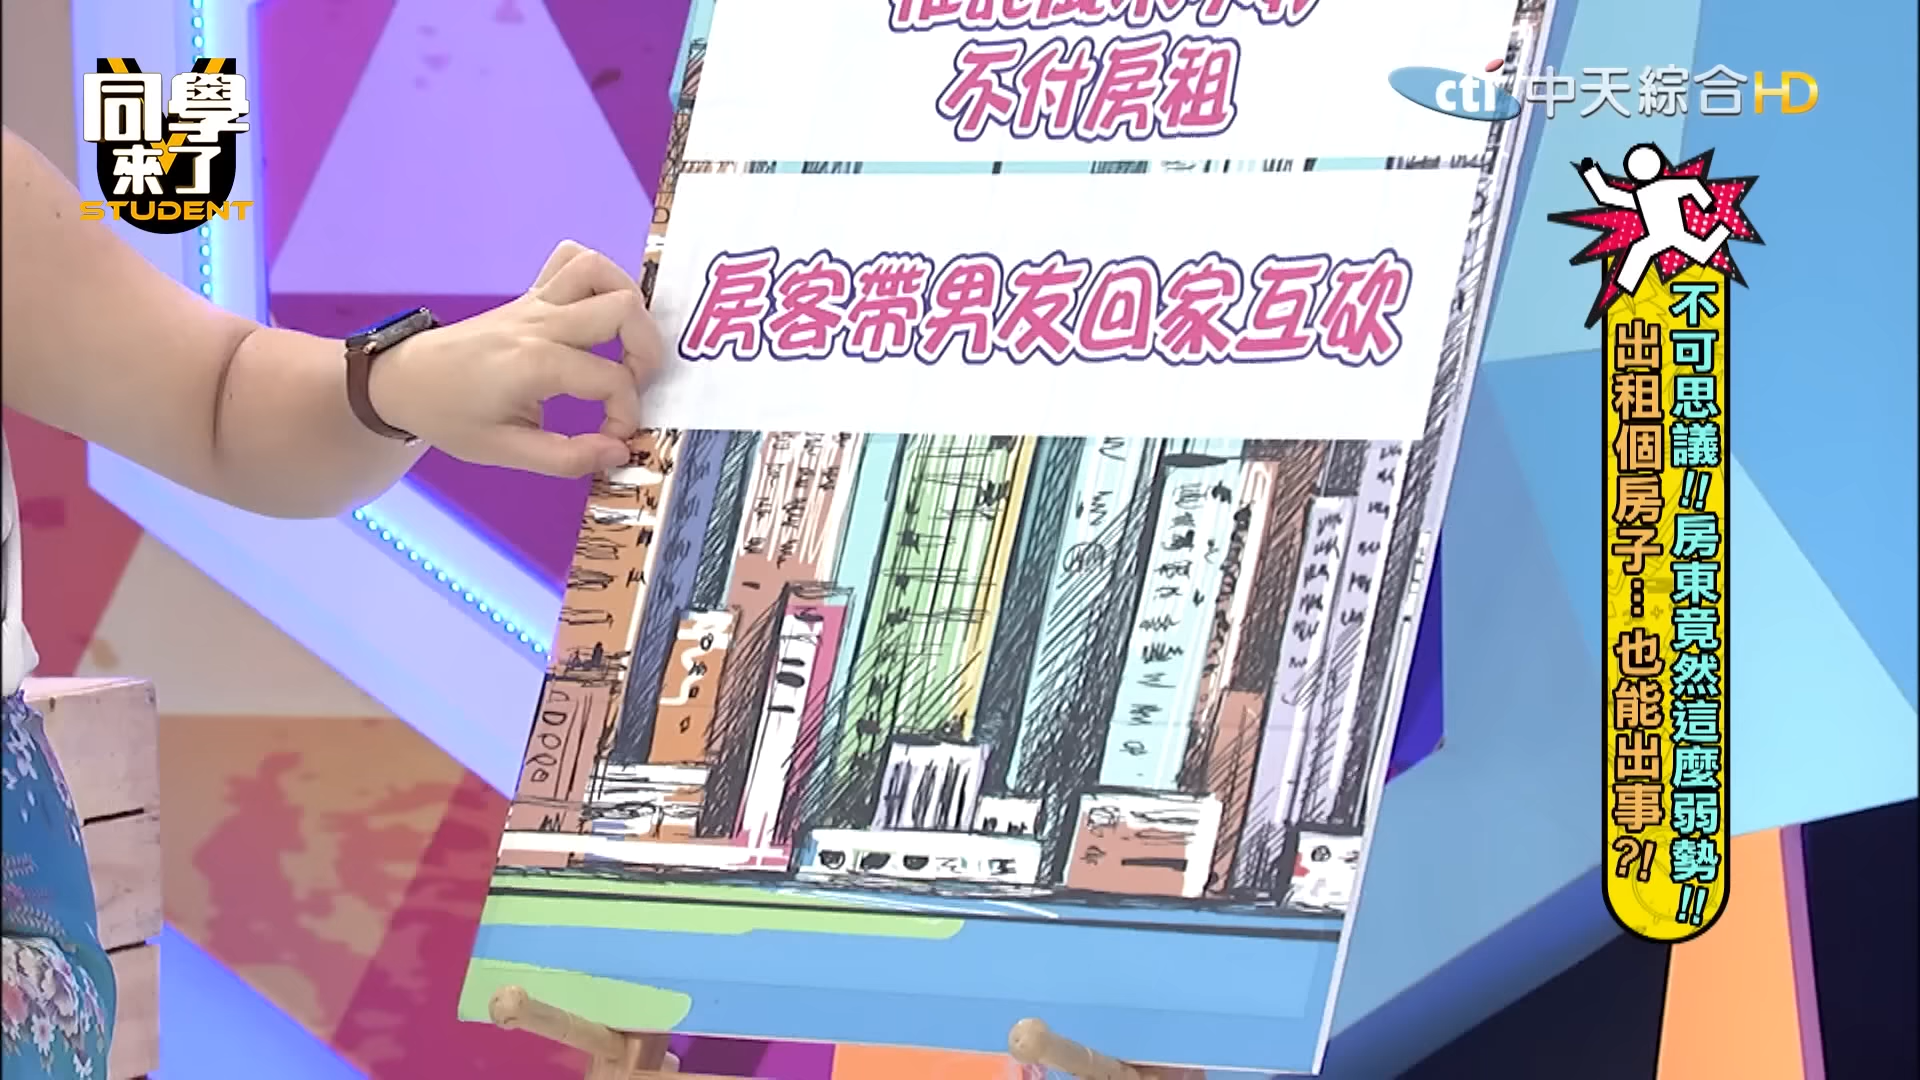 同學
來了
STUDENT
不付房租
房客帶男友回家互砍
cti 中天綜合HD
不可思議!!房東竟然這麼弱勢!!
出租個房子...也能出事?!